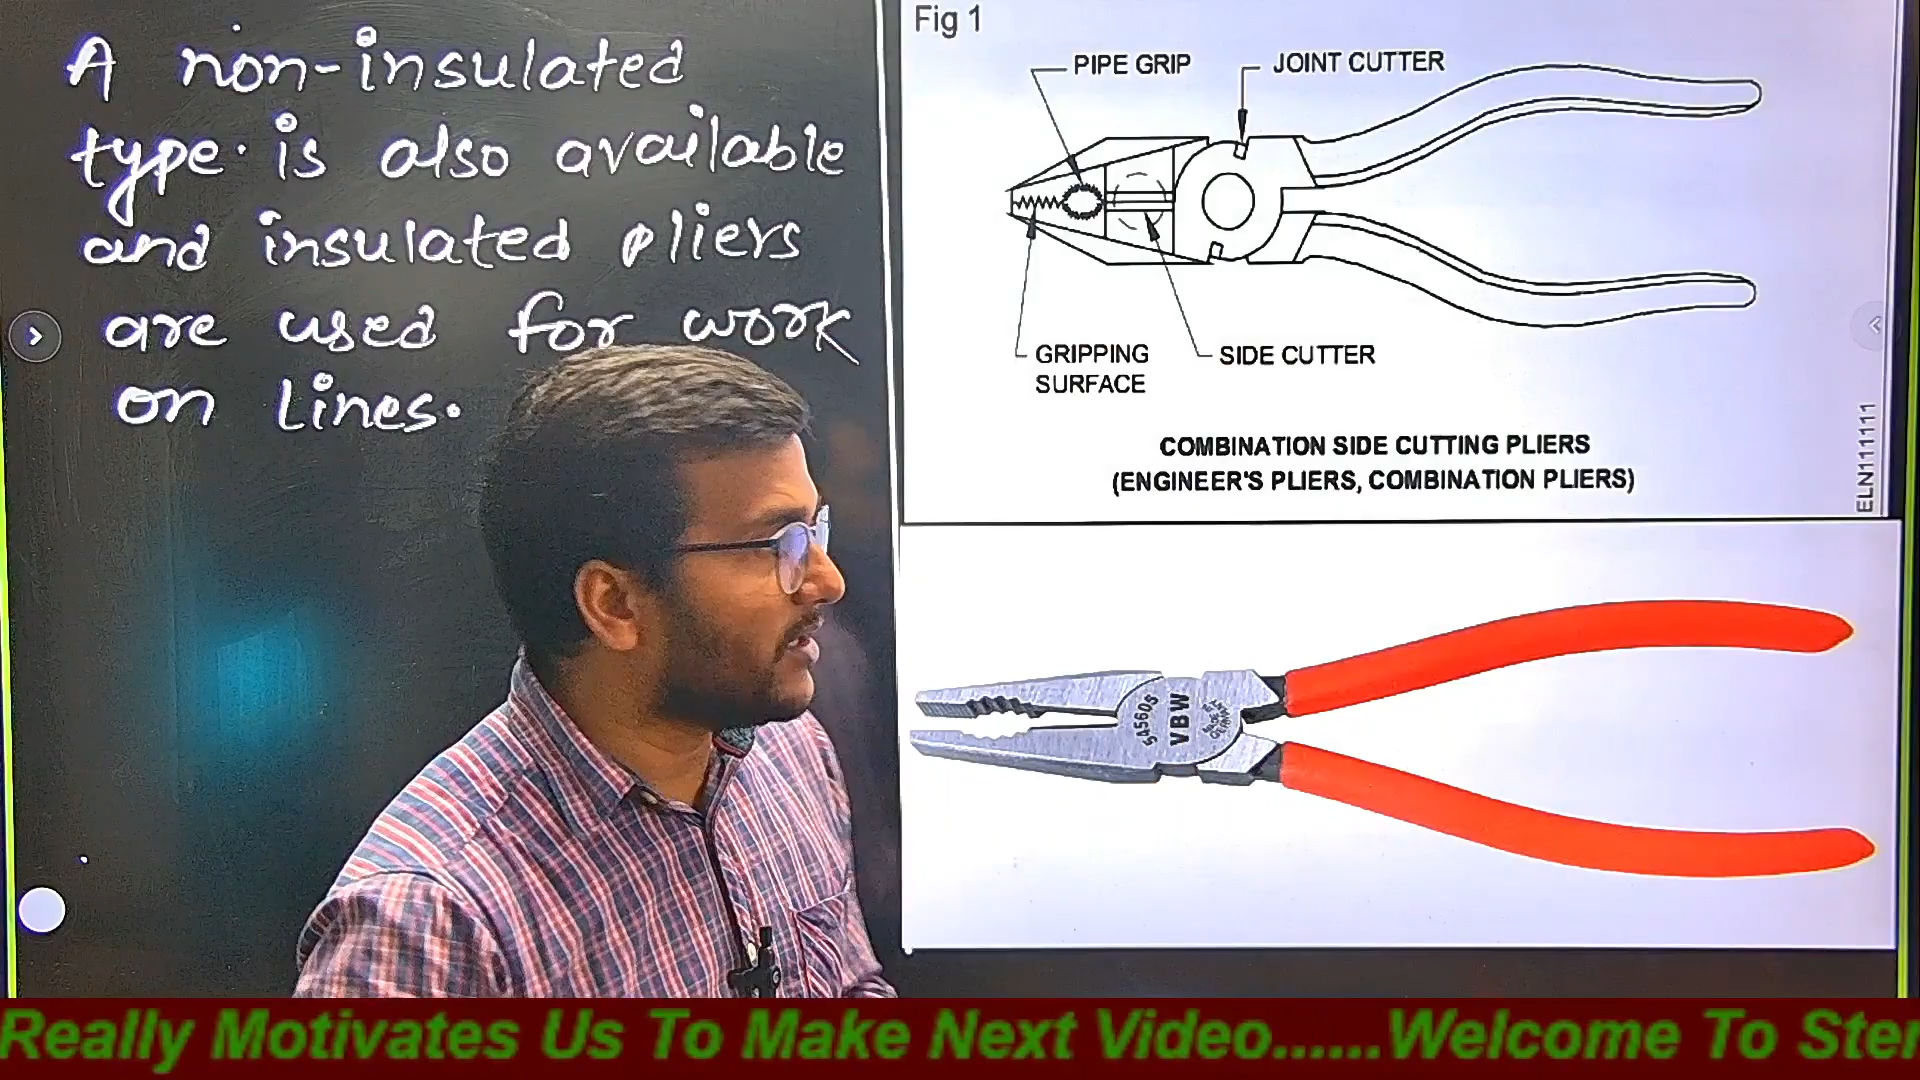 A non-insulated
type. is also available
and insulated pliers
are used for work
on Lines.
Fig 1
PIPE GRIP
JOINT CUTTER
GRIPPING
SURFACE
SIDE CUTTER
COMBINATION SIDE CUTTING PLIERS
(ENGINEER'S PLIERS, COMBINATION PLIERS)
ELN111111
VBW
Really Motivates Us To Make Next Video......Welcome To Ster